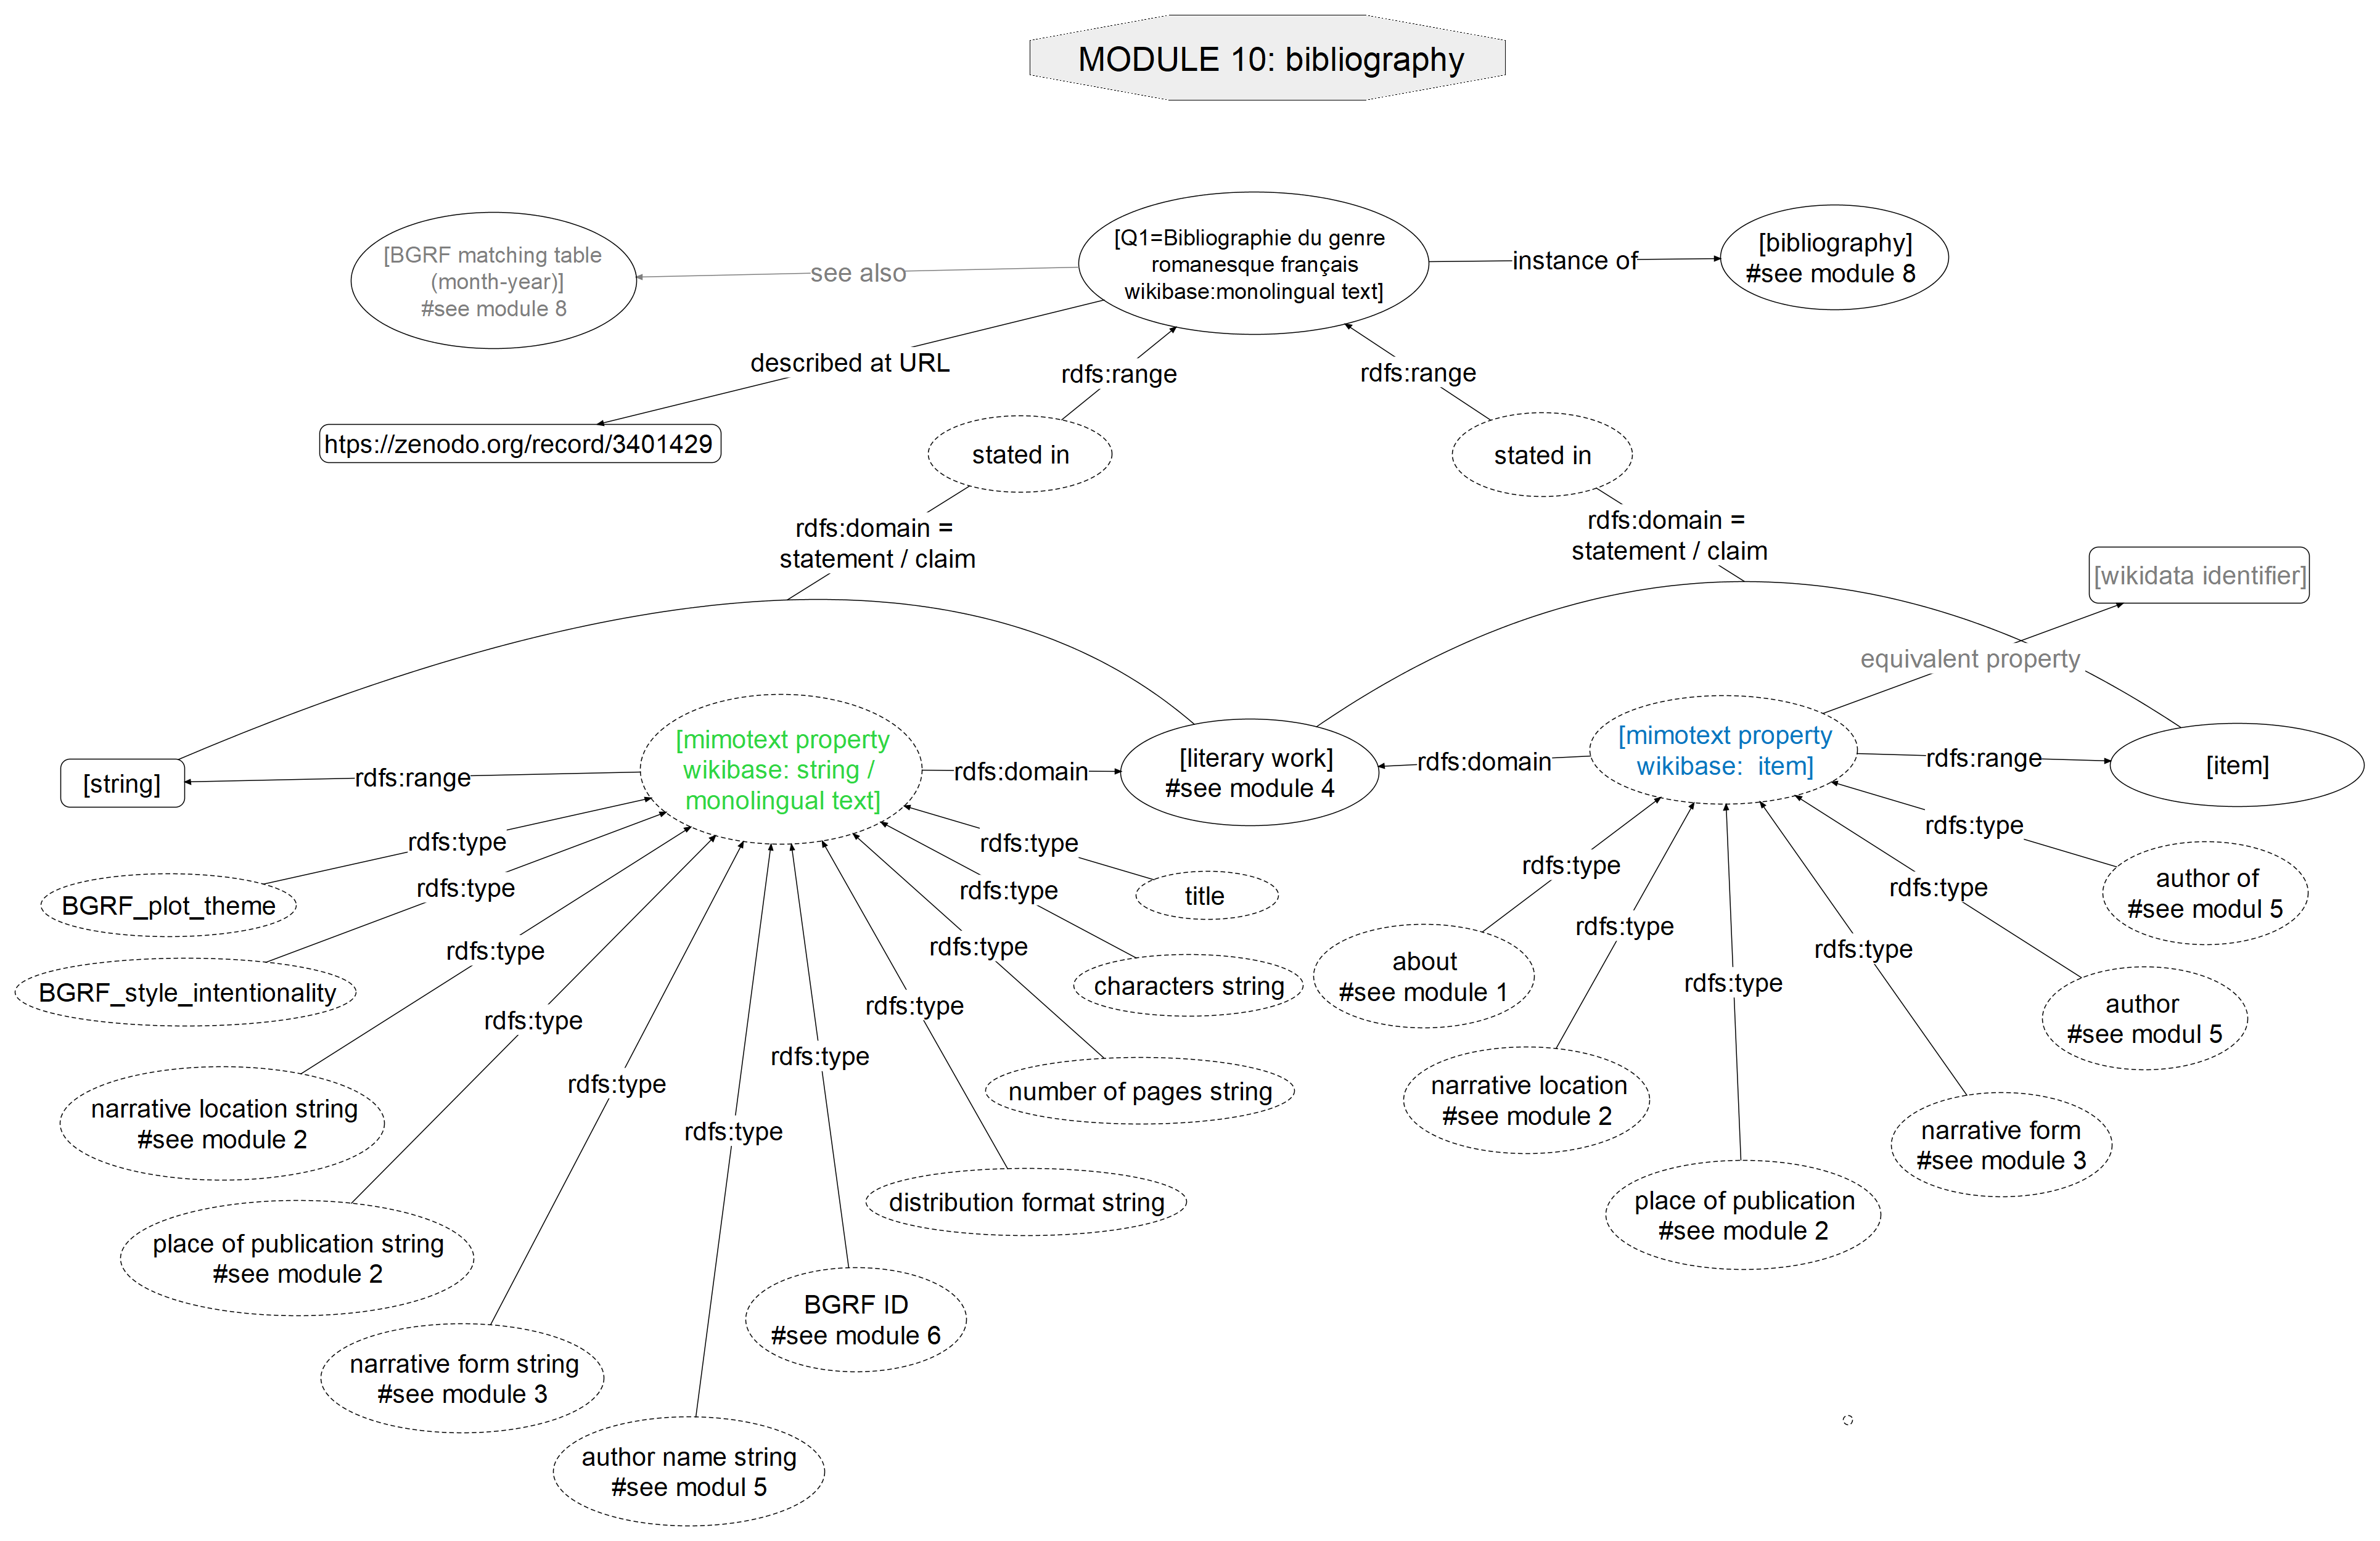 MODULE 10: bibliography
[BGRF matching table
(month-year)]
#see module 8
see also
[Q1=Bibliographie du genre
romanesque français
wikibase:monolingual text]
instance of
[bibliography]
#see module 8
described at URL
rdfs:range
rdfs:range
htps://zenodo.org/record/3401429
stated in
stated in
rdfs:domain =
statement / claim
rdfs:domain =
statement / claim
[wikidata identifier]
equivalent property
[string]
rdfs:range
[mimotext property
wikibase: string /
monolingual text]
rdfs:domain
[literary work]
#see module 4
rdfs:domain
[mimotext property
wikibase:  item]
rdfs:range
[item]
rdfs:type
rdfs:type
rdfs:type
rdfs:type
rdfs:type
rdfs:type
rdfs:type
rdfs:type
rdfs:type
rdfs:type
rdfs:type
BGRF_plot_theme
BGRF_style_intentionality
narrative location string
#see module 2
place of publication string
#see module 2
narrative form string
#see module 3
author name string
#see modul 5
BGRF ID
#see module 6
distribution format string
number of pages string
characters string
title
rdfs:type
rdfs:type
rdfs:type
rdfs:type
rdfs:type
rdfs:type
about
#see module 1
narrative location
#see module 2
place of publication
#see module 2
narrative form
#see module 3
author
#see modul 5
author of
#see modul 5